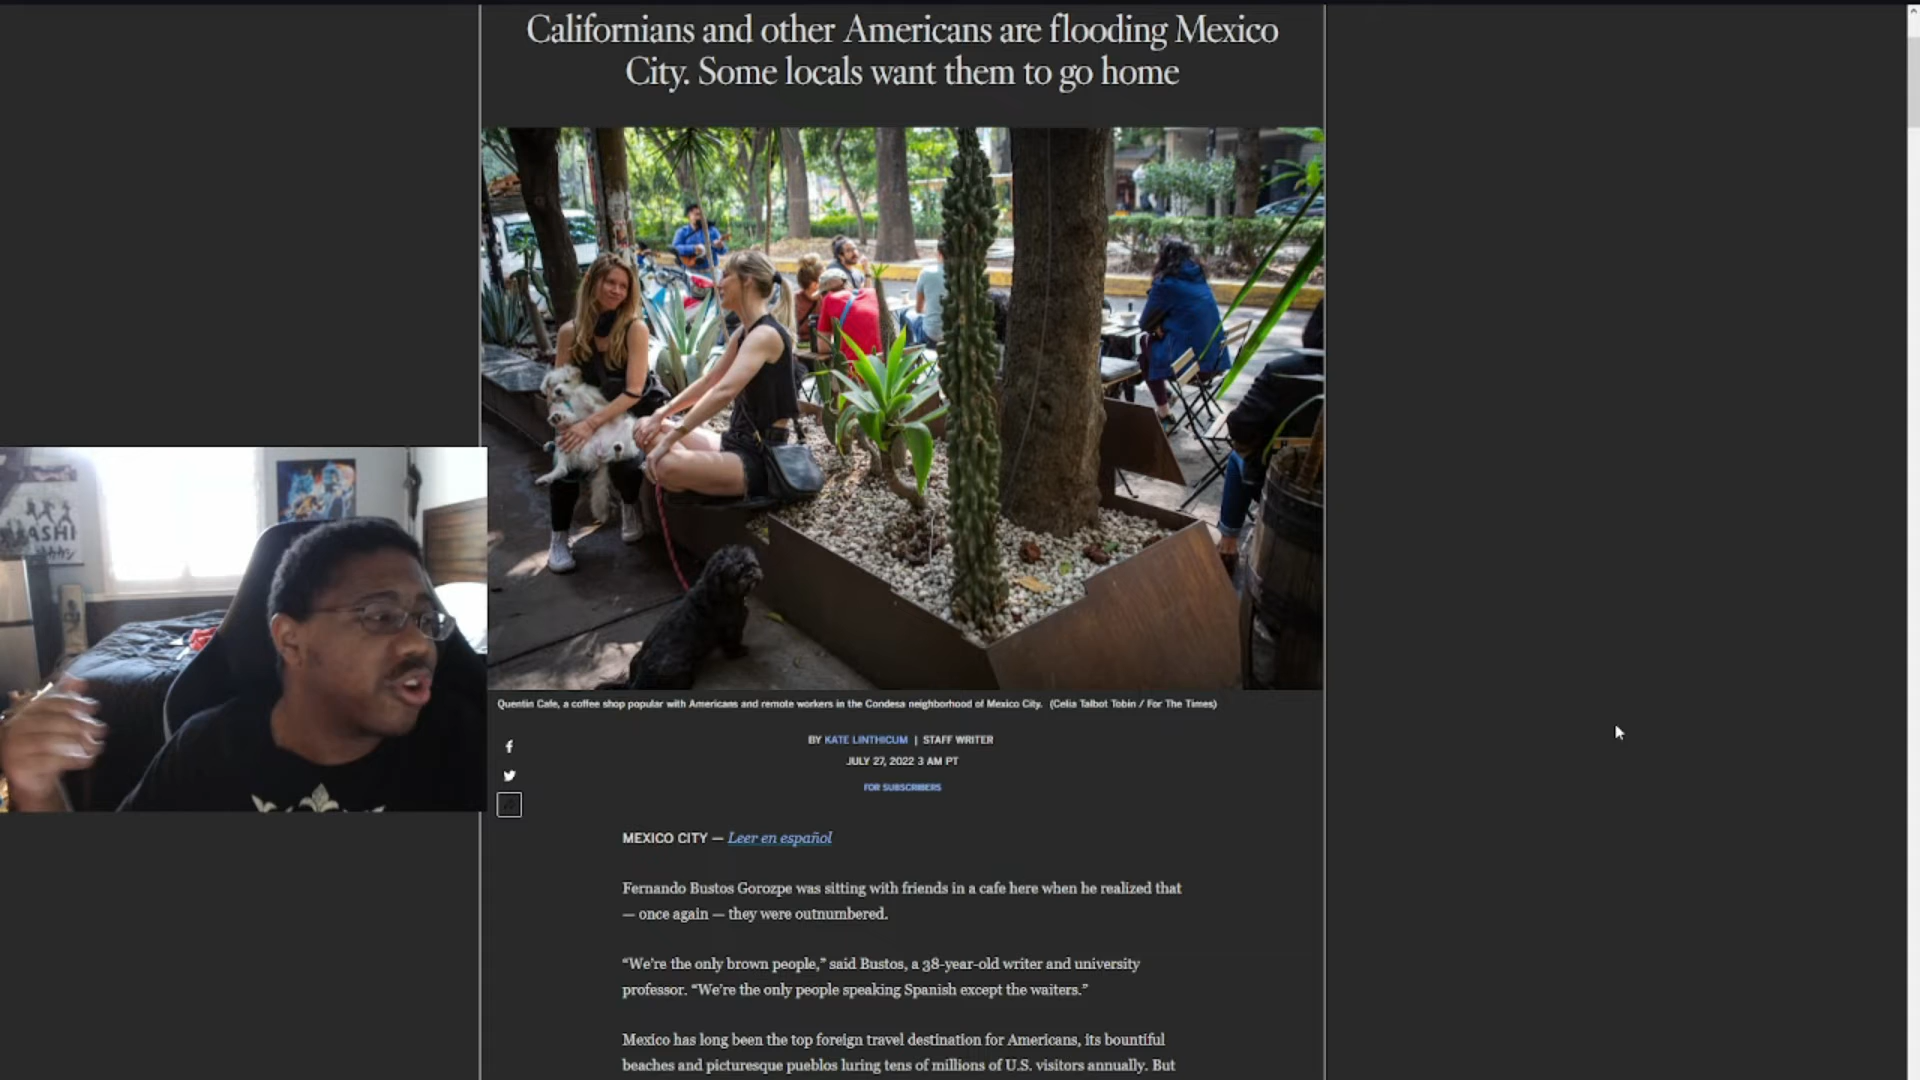 Californians and other Americans are flooding Mexico
City. Some locals want them to go home
ASHI
Quentin Cafe, a coffee shop popular with Americans and remote workers in the Condesa neighborhood of Mexico City. (Celia Talbot Tobin / For The Times)
BY KATE LINTHICUM | STAFF WRITER
JULY 27, 2022 3 AM PT
FOR SUBSCRIBERS
MEXICO CITY — Leer en español
Fernando Bustos Gorozpe was sitting with friends in a cafe here when he realized that
— once again — they were outnumbered.
“We’re the only brown people,” said Bustos, a 38-year-old writer and university
professor. “We’re the only people speaking Spanish except the waiters.”
Mexico has long been the top foreign travel destination for Americans, its bountiful
beaches and picturesque pueblos luring tens of millions of U.S. visitors annually. But